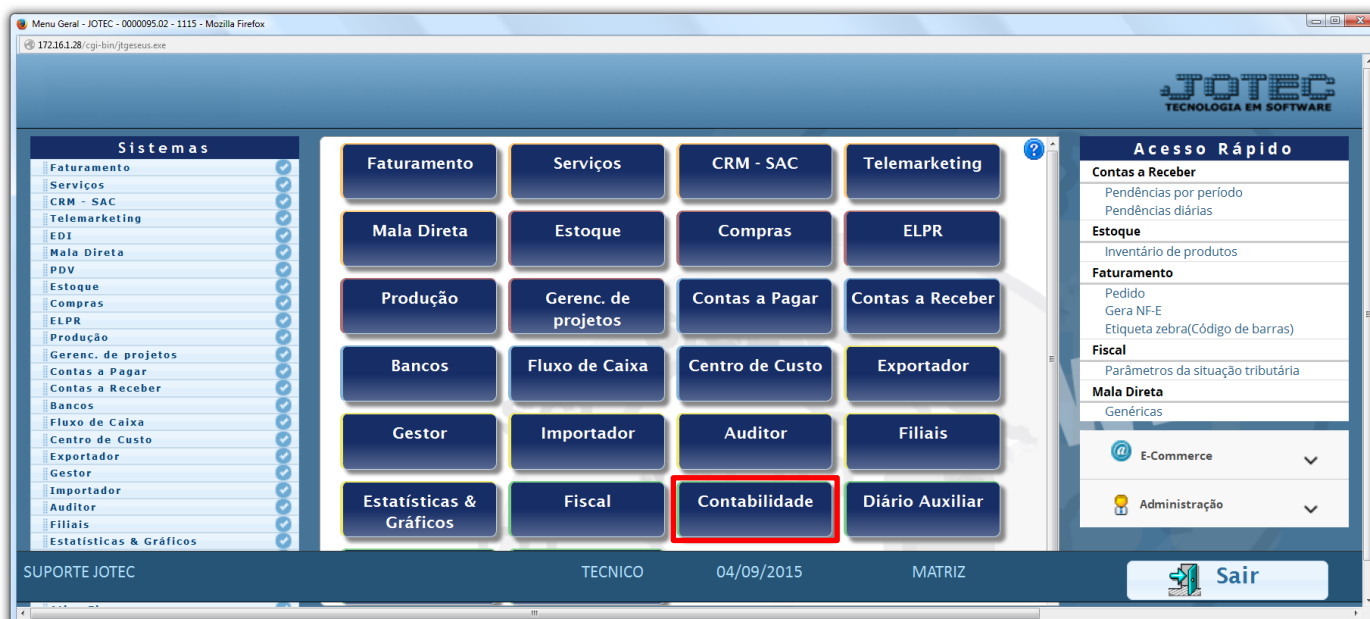 Menu Geral - JOTEC - 0000095.02 - 1115 - Mozilla Firefox
172.16.1.28/cgi-bin/jtgeseus.exe
JOTEC
TECNOLOGIA EM SOFTWARE
Sistemas
Faturamento
Serviços
CRM - SAC
Telemarketing
EDI
Mala Direta
PDV
Estoque
Compras
ELPR
Produção
Gerenc. de projetos
Contas a Pagar
Contas a Receber
Bancos
Fluxo de Caixa
Centro de Custo
Exportador
Gestor
Importador
Auditor
Filiais
Estatísticas & Gráficos
Faturamento
Serviços
CRM - SAC
Telemarketing
Mala Direta
Estoque
Compras
ELPR
Produção
Gerenc. de
projetos
Contas a Pagar
Contas a Receber
Bancos
Fluxo de Caixa
Centro de Custo
Exportador
Gestor
Importador
Auditor
Filiais
Estatísticas &
Gráficos
Fiscal
Contabilidade
Diário Auxiliar
Acesso Rápido
Contas a Receber
Pendências por período
Pendências diárias
Estoque
Inventário de produtos
Faturamento
Pedido
Gera NF-E
Etiqueta zebra(Código de barras)
Fiscal
Parâmetros da situação tributária
Mala Direta
Genéricas
E-Commerce
Administração
SUPORTE JOTEC
TECNICO
04/09/2015
MATRIZ
Sair